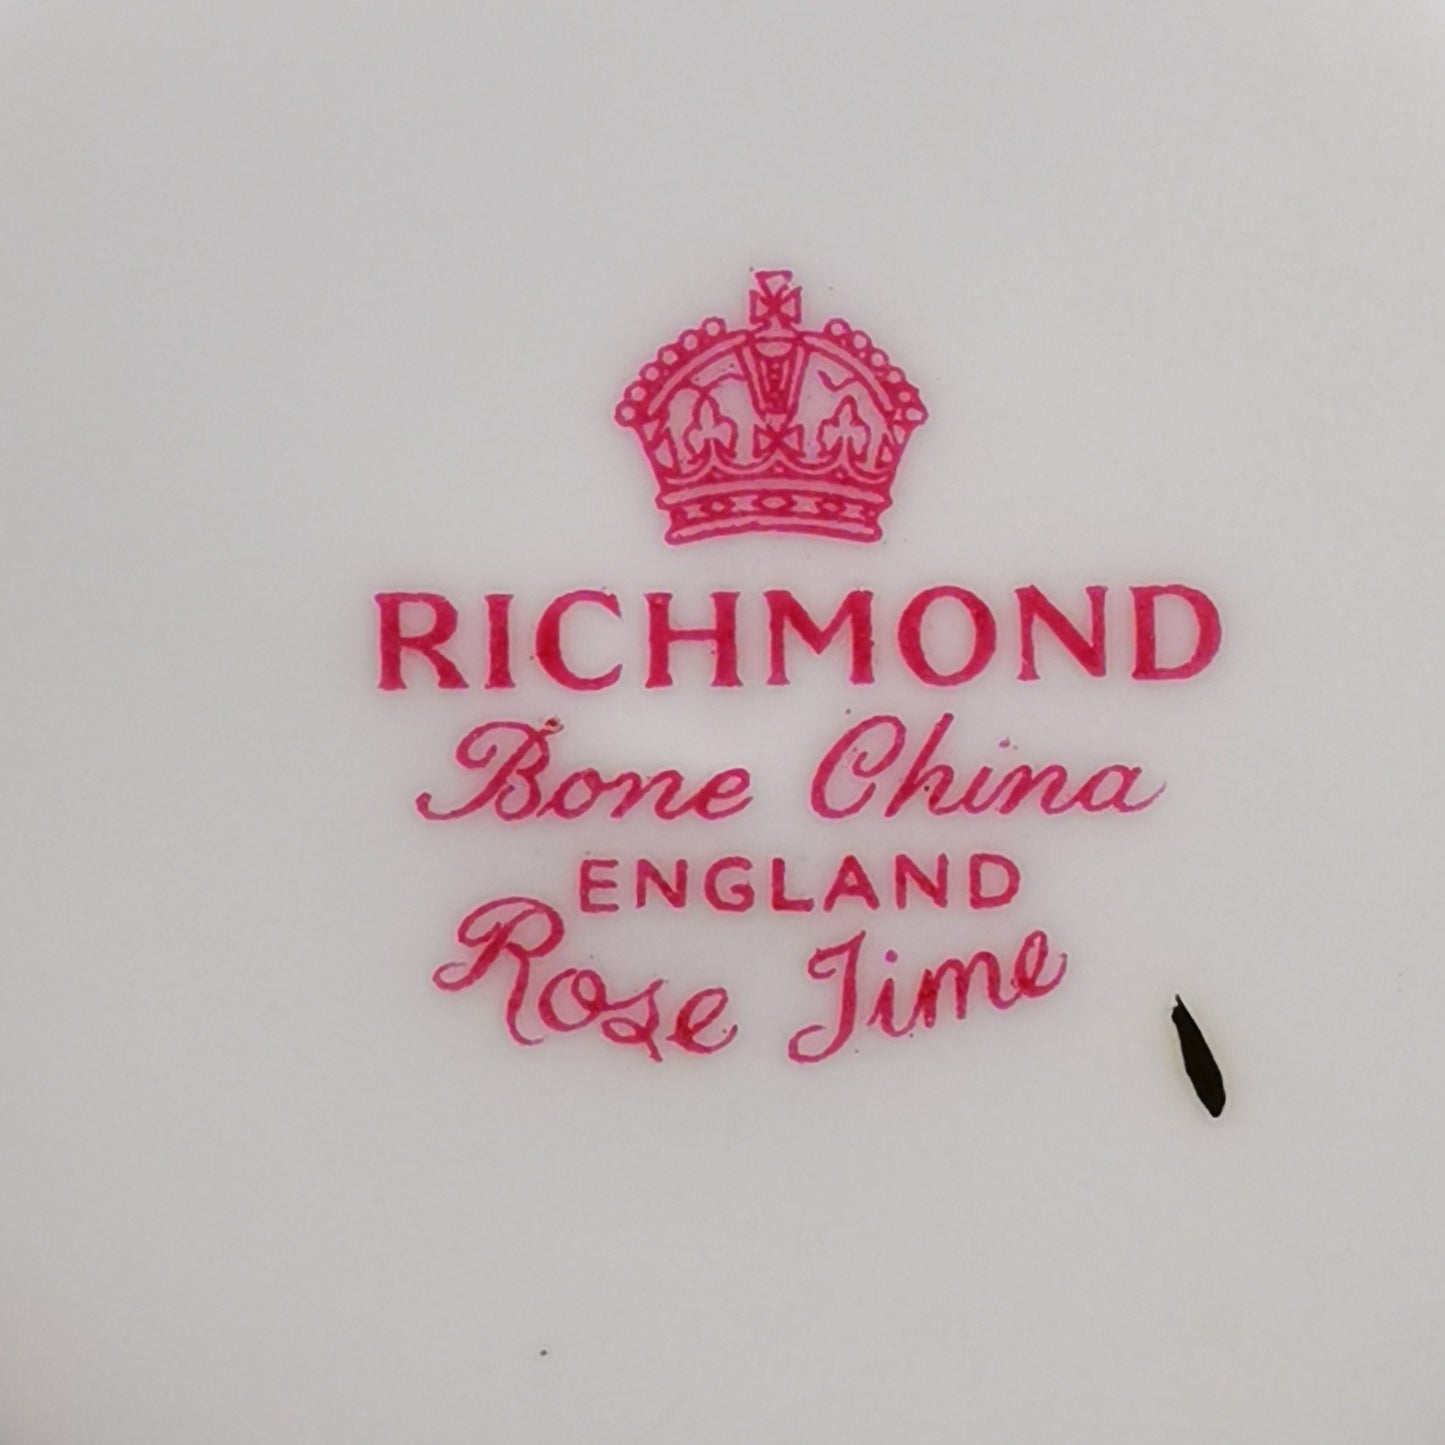 RICHMOND
Bone China
ENGLAND
Rose Time